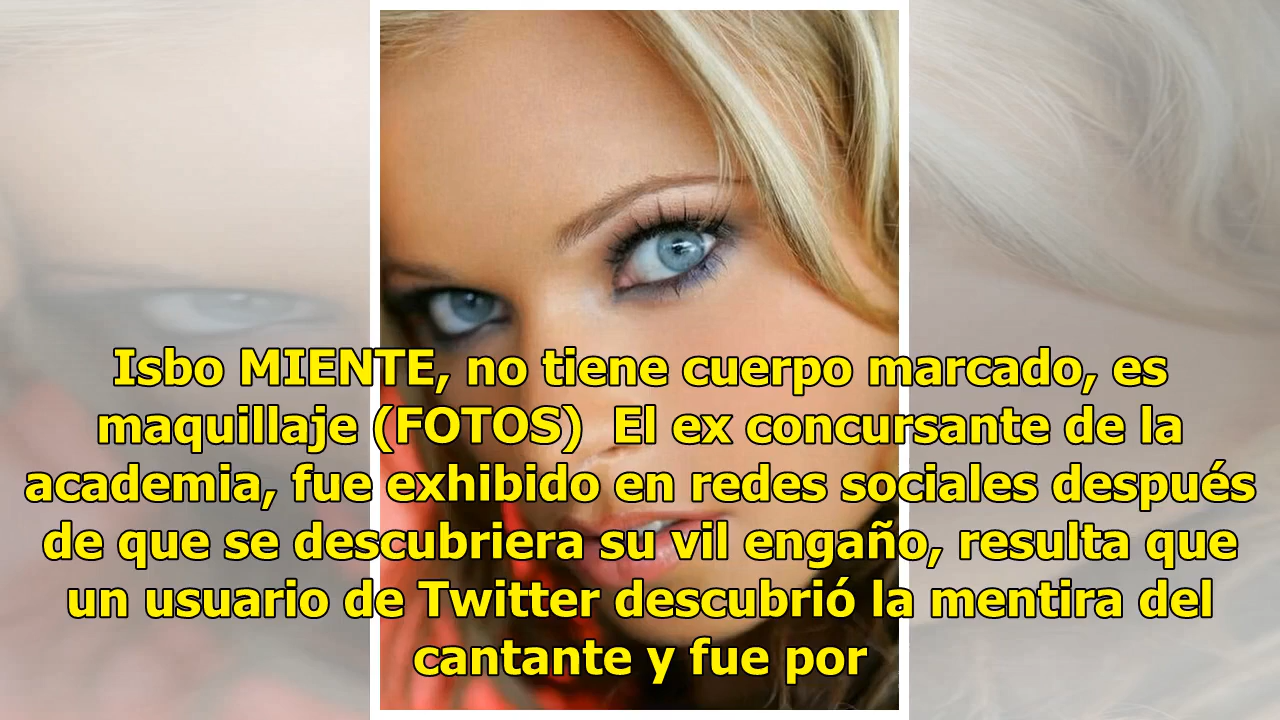 Isbo MIENTE, no tiene cuerpo marcado, es
maquillaje (FOTOS)  El ex concursante de la
academia, fue exhibido en redes sociales después
de que se descubriera su vil engaño, resulta que
un usuario de Twitter descubrió la mentira del
cantante y fue por